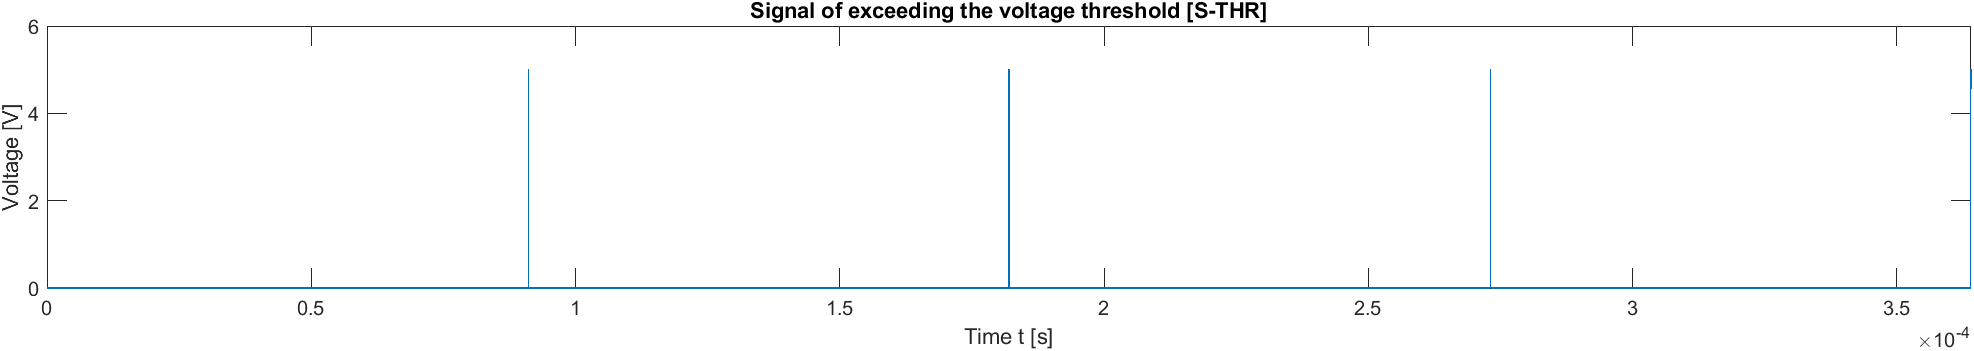 Signal of exceeding the voltage threshold [S-THR]
Voltage [V]
6
4
2
0
0 0.5 1 1.5 2 2.5 3 3.5
Time t [s]
×10-4